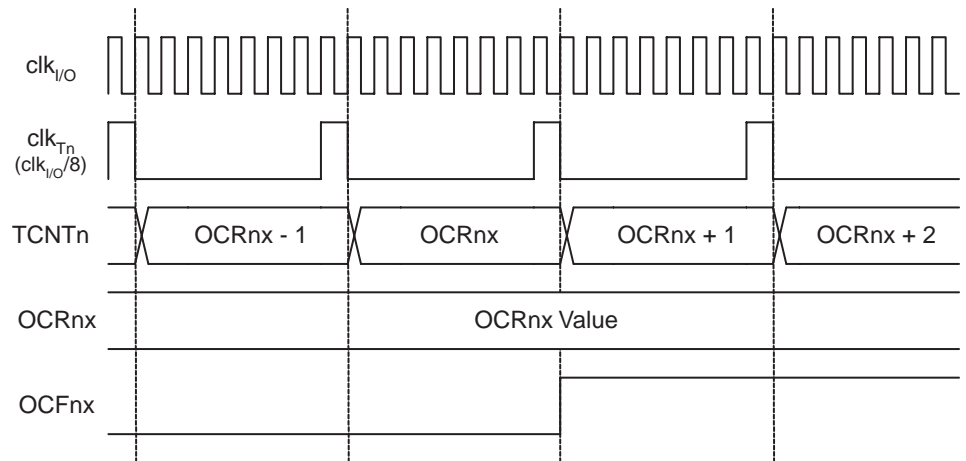 clkI/O
clkTn
(clkI/O/8)
TCNTn
OCRnx - 1
OCRnx
OCRnx + 1
OCRnx + 2
OCRnx
OCRnx Value
OCFnx